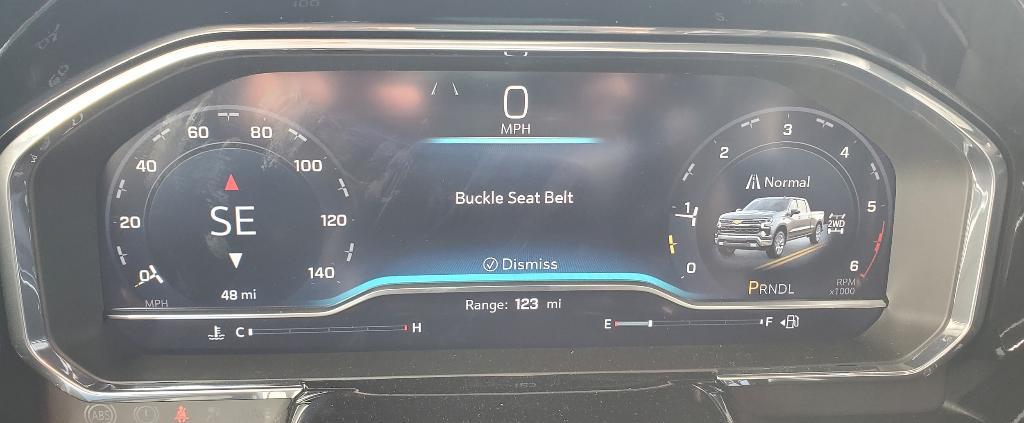 0
MPH
60 80
40 100
20 120
0 140
SE
48 mi
MPH
Buckle Seat Belt
Dismiss
Range: 123 mi
C H
E F
3
2 4
1 5
0 6
Normal
2WD
PRNDL
RPM
x1000
ABS